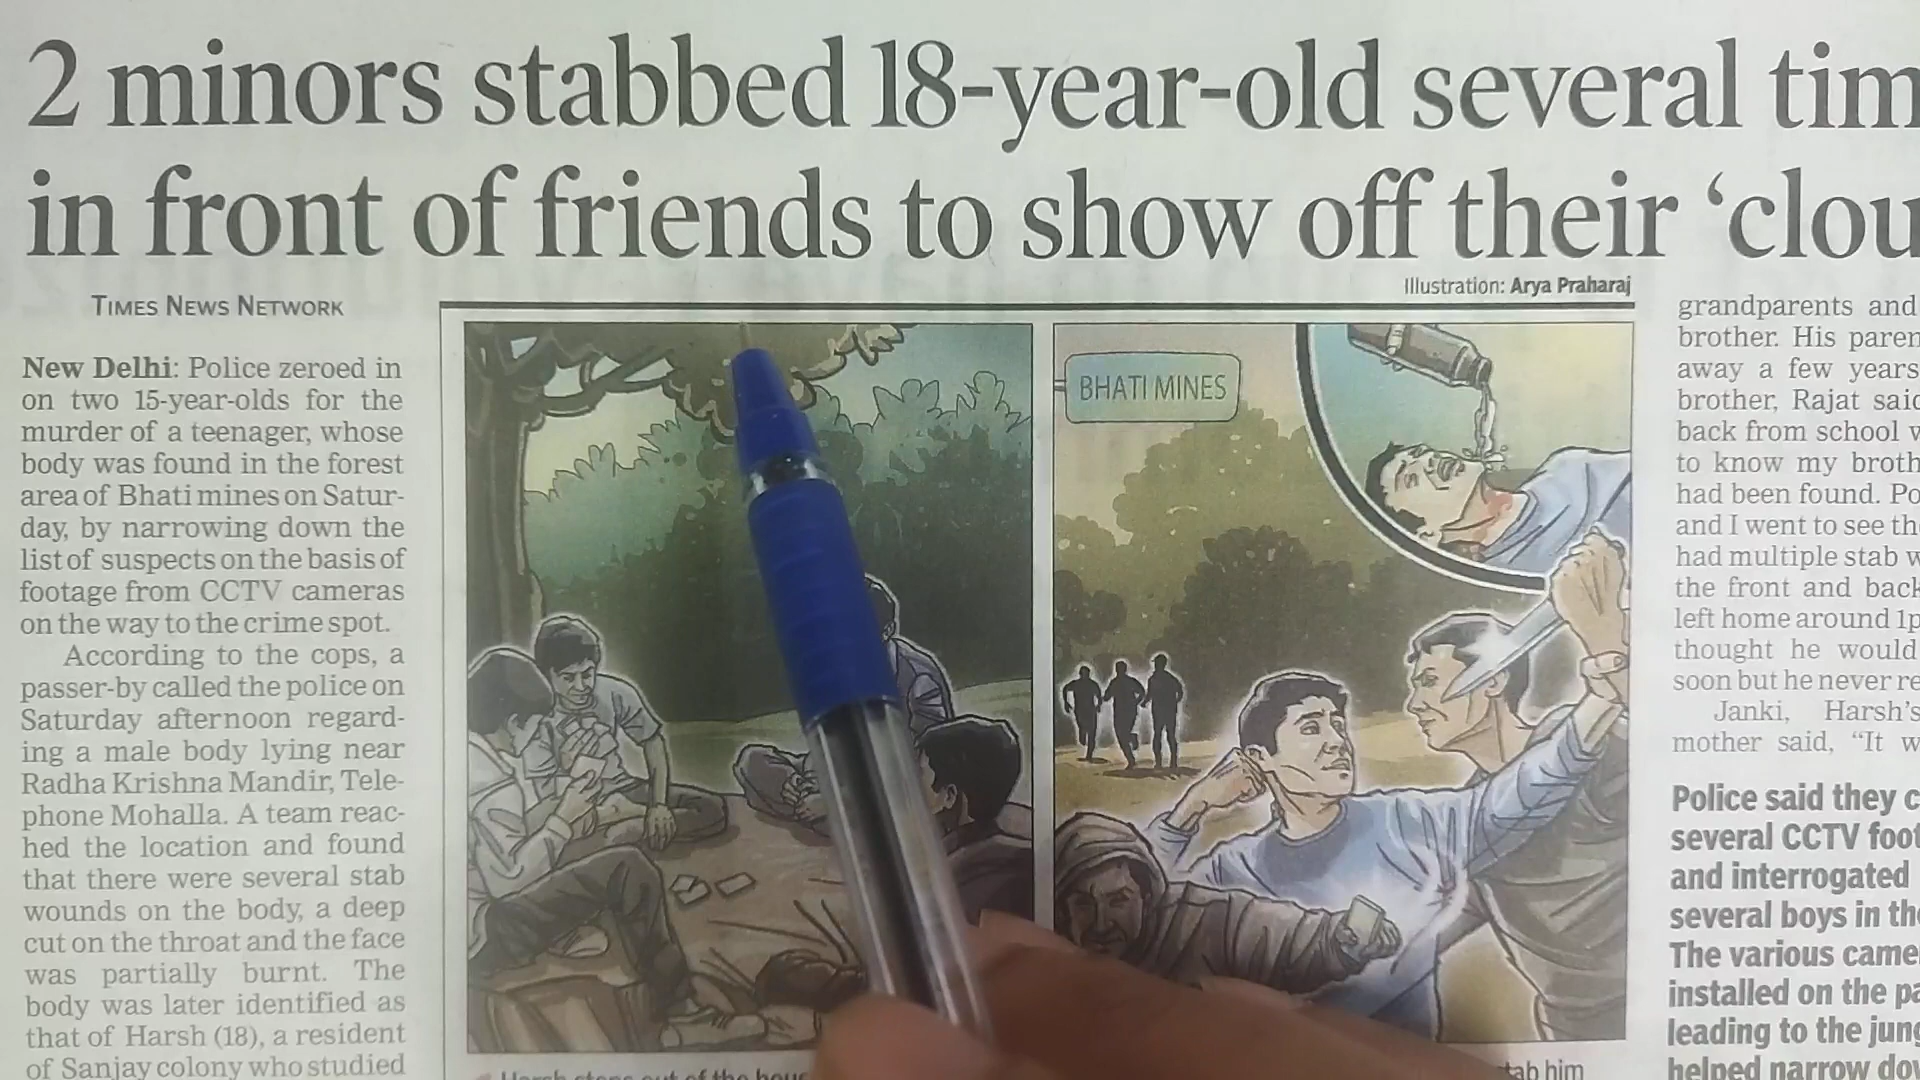 2 minors stabbed 18-year-old several tim
in front of friends to show off their ‘clou
Illustration: Arya Praharaj
TIMES NEWS NETWORK
New Delhi: Police zeroed in
on two 15-year-olds for the
murder of a teenager, whose
body was found in the forest
area of Bhati mines on Satur-
day, by narrowing down the
list of suspects on the basis of
footage from CCTV cameras
on the way to the crime spot.
According to the cops, a
passer-by called the police on
Saturday afternoon regard-
ing a male body lying near
Radha Krishna Mandir, Tele-
phone Mohalla. A team reac-
hed the location and found
that there were several stab
wounds on the body, a deep
cut on the throat and the face
was partially burnt. The
body was later identified as
that of Harsh (18), a resident
of Sanjay colony who studied
BHATI MINES
tab him
grandparents and
brother. His paren
away a few years
brother, Rajat said
back from school w
to know my broth
had been found. Po
and I went to see the
had multiple stab w
the front and back
left home around 1p
thought he would
soon but he never re
Janki, Harsh's
mother said, “It w
Police said they c
several CCTV foot
and interrogated
several boys in the
The various came
installed on the pa
leading to the jung
helped narrow dow